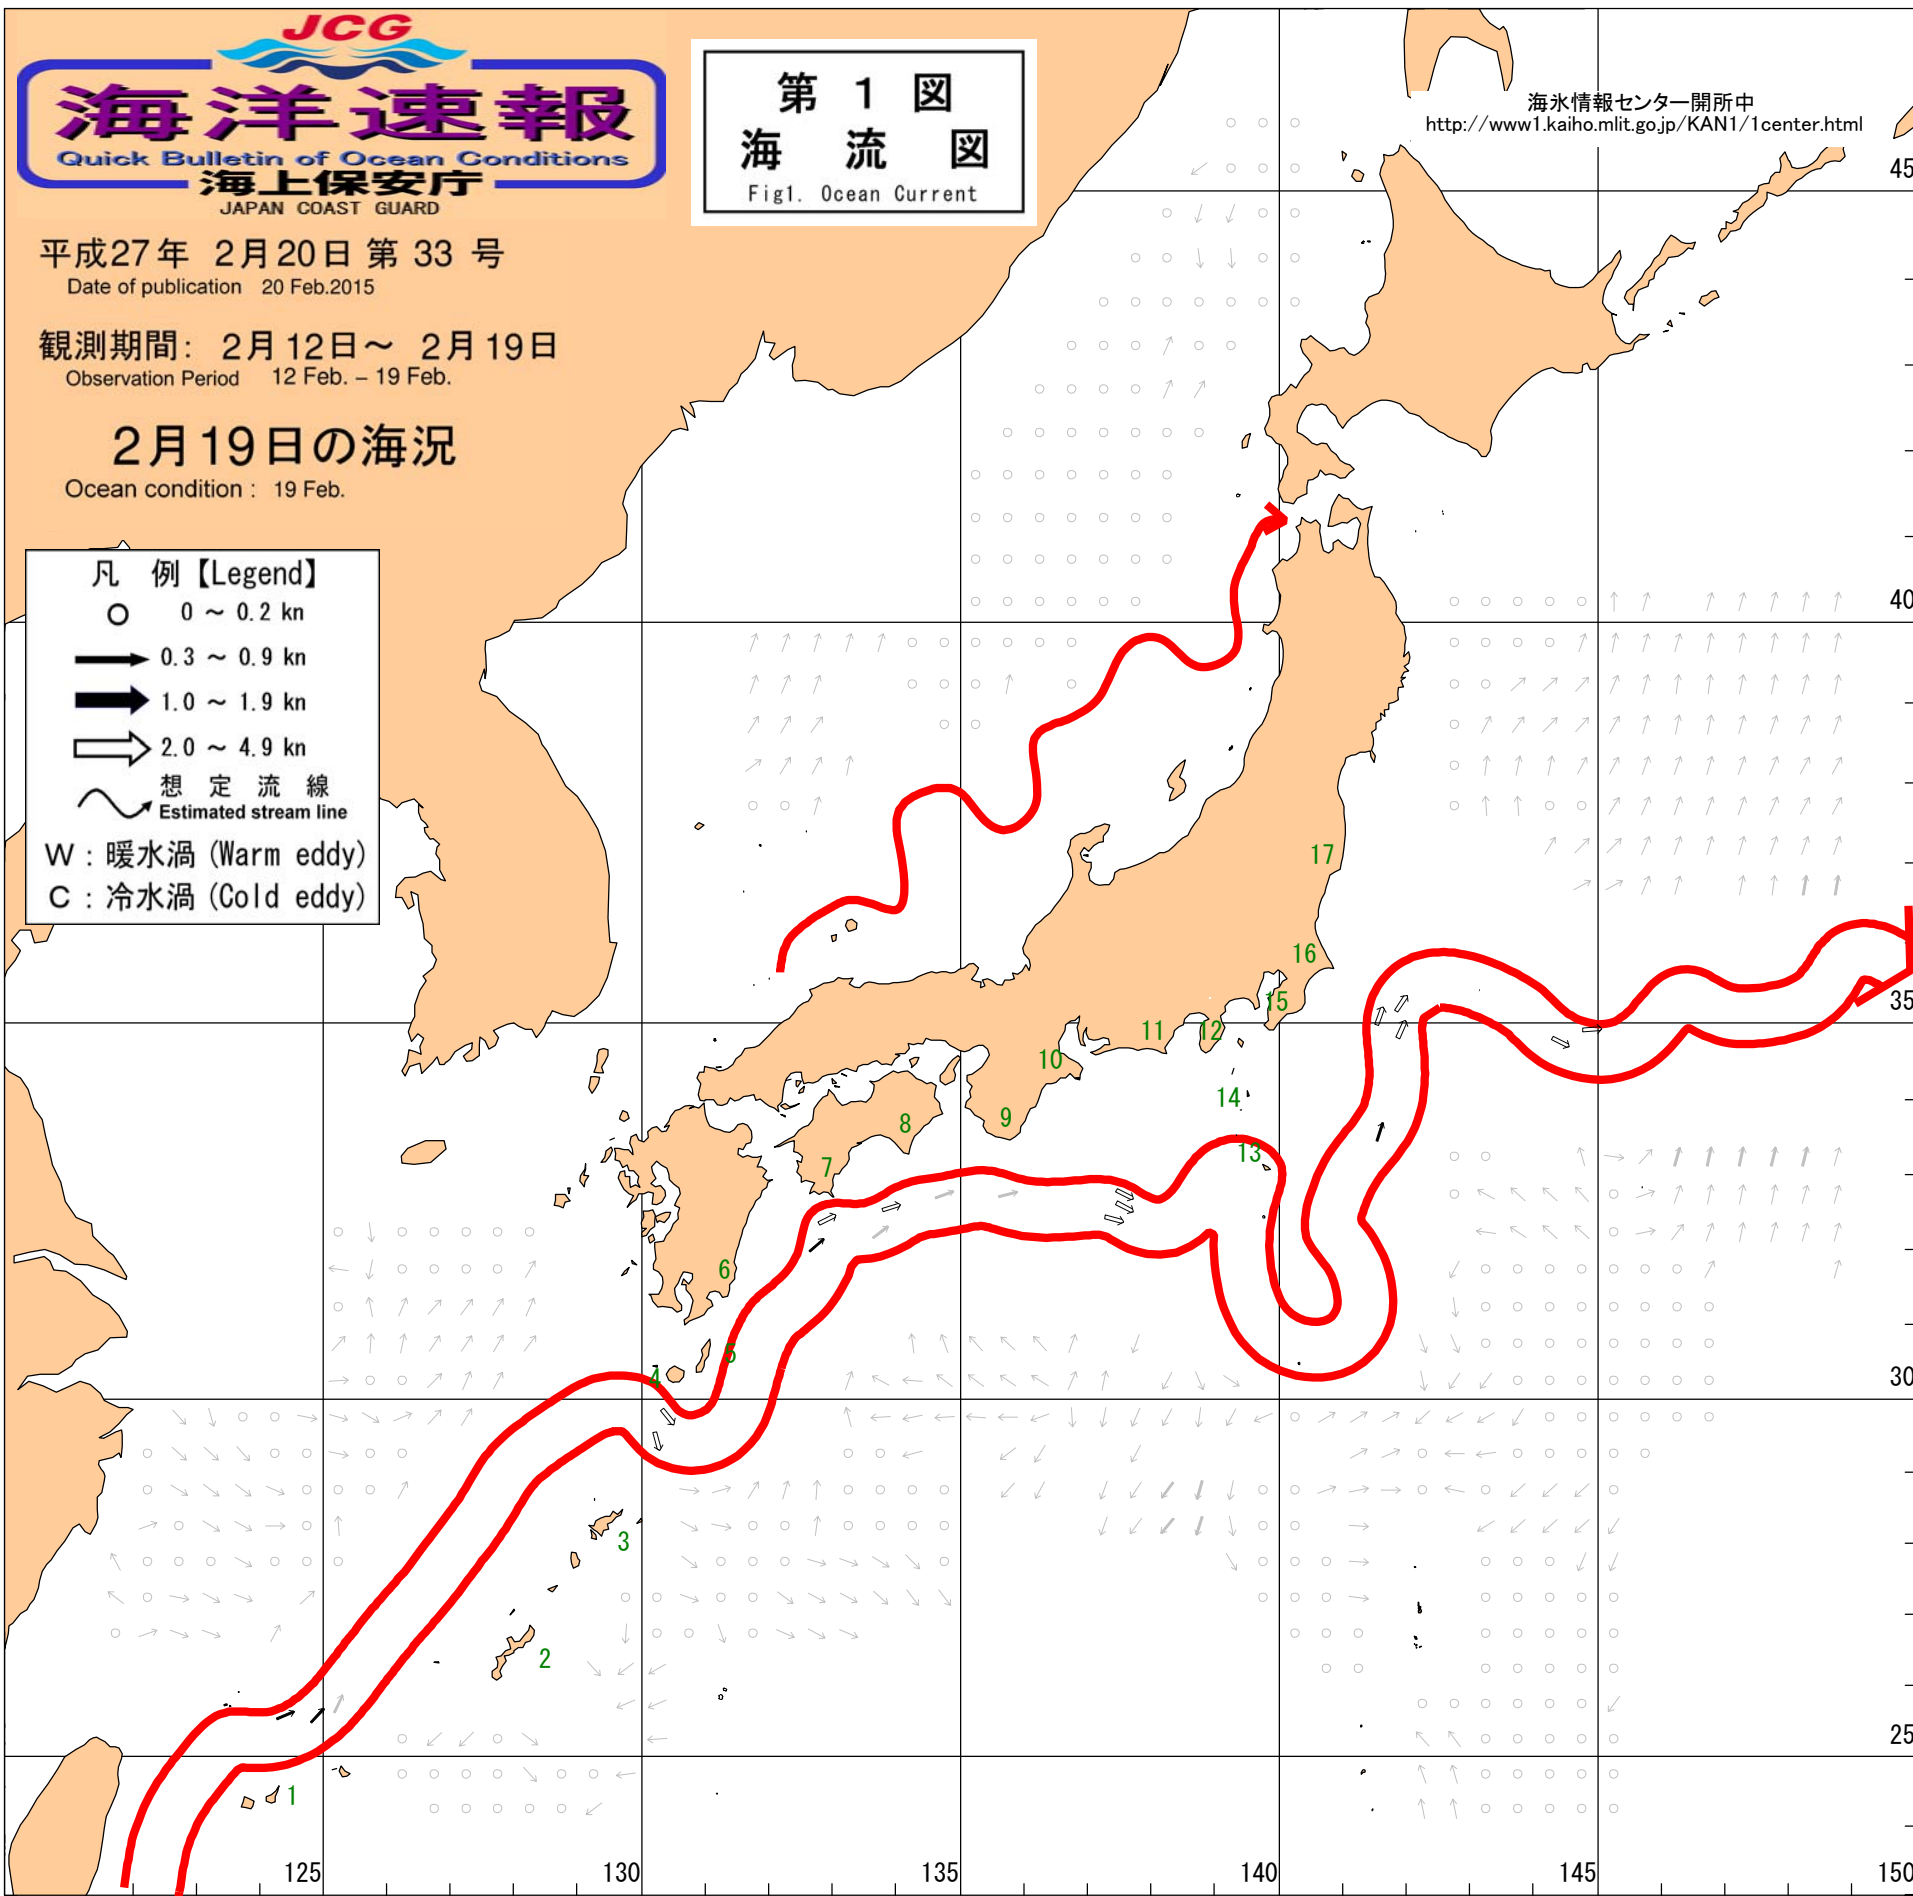 JCG
海洋速報
Quick Bulletin of Ocean Conditions
海上保安庁
JAPAN COAST GUARD
第 1 図
海 流 図
Fig1. Ocean Current
海氷情報センター開所中
http://www1.kaiho.mlit.go.jp/KAN1/1center.html
平成27年 2月20日 第 33 号
Date of publication 20 Feb.2015
観測期間: 2月12日~ 2月19日
Observation Period 12 Feb. – 19 Feb.
2月19日の海況
Ocean condition : 19 Feb.
凡 例【Legend】
0 ~ 0.2 kn
0.3 ~ 0.9 kn
1.0 ~ 1.9 kn
2.0 ~ 4.9 kn
想 定 流 線
Estimated stream line
W : 暖水渦 (Warm eddy)
C : 冷水渦 (Cold eddy)
45
40
35
30
25
17
16
15
11
12
10
14
9
8
13
7
6
5
4
3
2
1
125
130
135
140
145
150